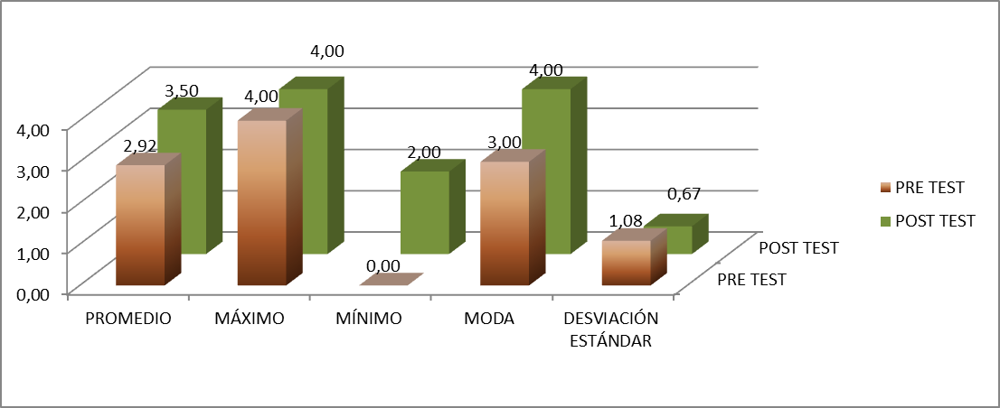 4,00
4,00
3,50
4,00
2,92
3,00
2,00
0,67
1,08
0,00
4,00
3,00
2,00
1,00
0,00
PROMEDIO
MÁXIMO
MÍNIMO
MODA
DESVIACIÓN
ESTÁNDAR
POST TEST
PRE TEST
PRE TEST
POST TEST